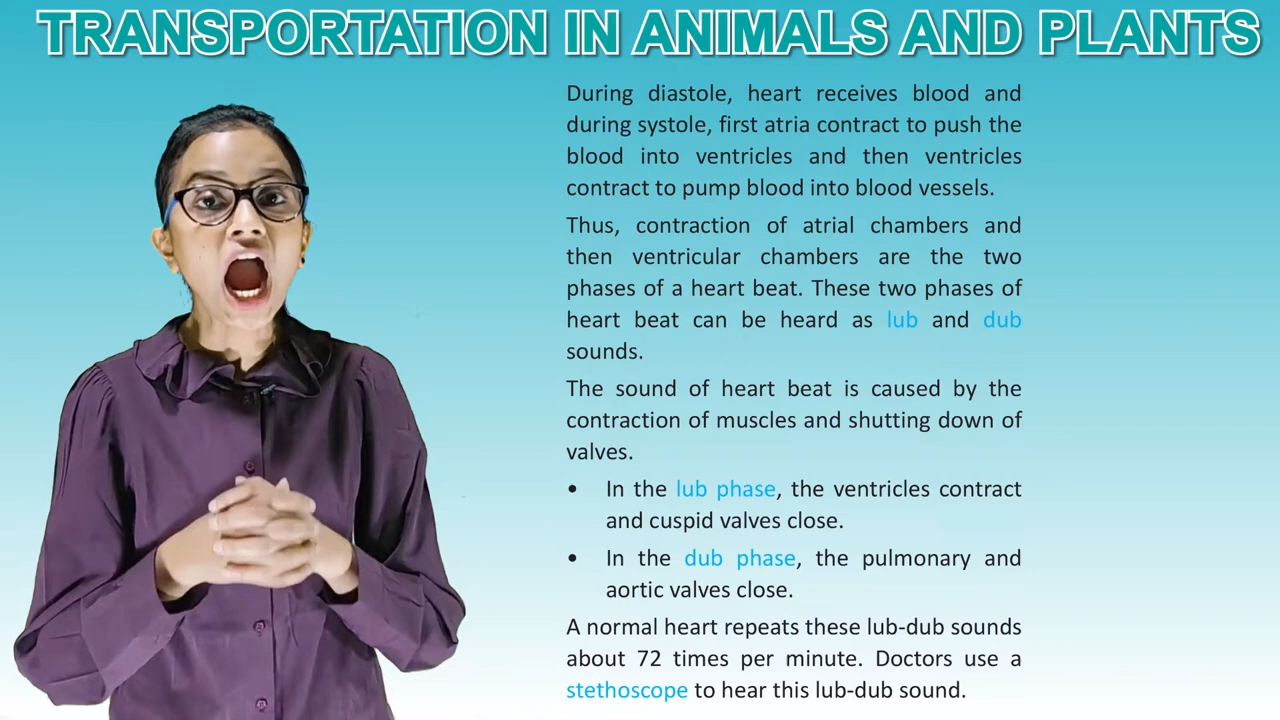 TRANSPORTATION IN ANIMALS AND PLANTS
During diastole, heart receives blood and
during systole, first atria contract to push the
blood into ventricles and then ventricles
contract to pump blood into blood vessels.
Thus, contraction of atrial chambers and
then ventricular chambers are the two
phases of a heart beat. These two phases of
heart beat can be heard as lub and dub
sounds.
The sound of heart beat is caused by the
contraction of muscles and shutting down of
valves.
• In the lub phase, the ventricles contract
and cuspid valves close.
• In the dub phase, the pulmonary and
aortic valves close.
A normal heart repeats these lub-dub sounds
about 72 times per minute. Doctors use a
stethoscope to hear this lub-dub sound.